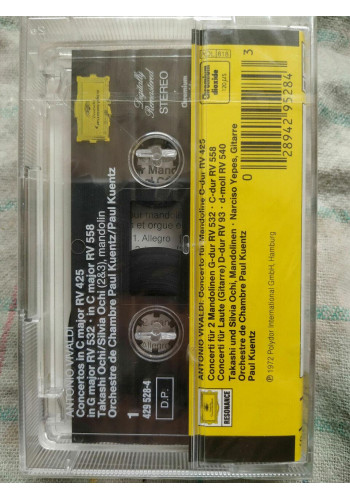 ANTONIO VIVALDI
Concertos in C major RV 425
in G major RV 532 · in C major RV 558
Takashi Ochi/Silvia Ochi (2&3), mandolin
Orchestre de Chambre Paul Kuentz/Paul Kuentz
1
429 528-4
D.P.
Digitally
Remastered
STEREO
Chromium
1. Allegro
ANTONIO VIVALDI Concerto für Mandoline C-dur RV 425
Concerti für 2 Mandolinen G-dur RV 532 · C-dur RV 558
Concerti für Laute (Gitarre) D-dur RV 93 · d-moll RV 540
Takashi und Silvia Ochi, Mandolinen · Narciso Yepes, Gitarre
Orchestre de Chambre Paul Kuentz
Paul Kuentz
RESONANCE
℗ 1972 Polydor International GmbH, Hamburg
dioxide
3
0 28942 95284